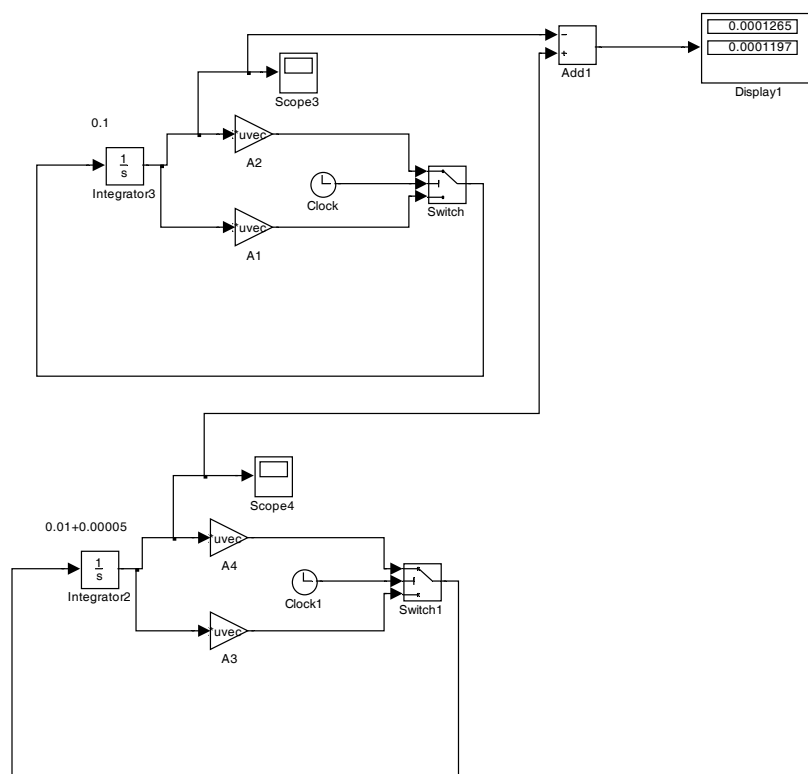 0.0001265
0.0001197
Display1
−
+
Add1
Scope3
0.1
1
s
Integrator3
uvec
A2
Clock
Switch
uvec
A1
Scope4
0.01+0.00005
1
s
Integrator2
uvec
A4
Clock1
Switch1
uvec
A3